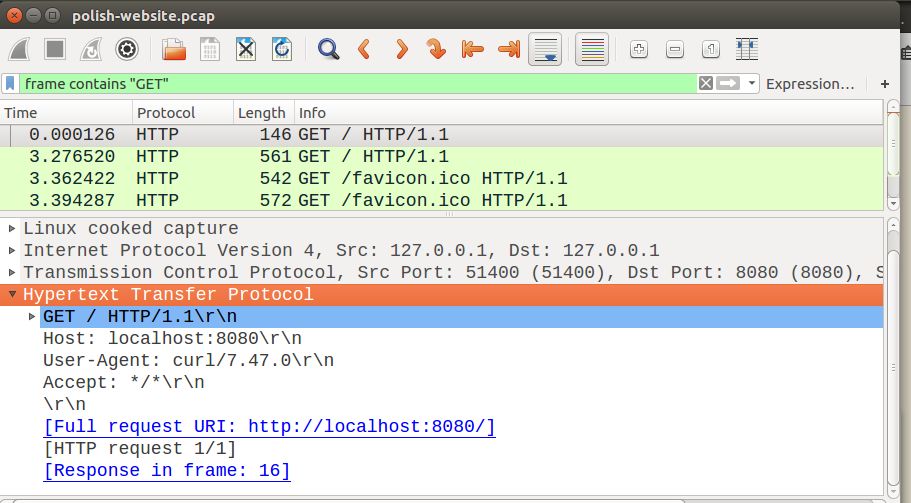 polish-website.pcap
frame contains "GET" Expression… +
Time Protocol Length Info
0.000126 HTTP 146 GET / HTTP/1.1
3.276520 HTTP 561 GET / HTTP/1.1
3.362422 HTTP 542 GET /favicon.ico HTTP/1.1
3.394287 HTTP 572 GET /favicon.ico HTTP/1.1
Linux cooked capture
Internet Protocol Version 4, Src: 127.0.0.1, Dst: 127.0.0.1
Transmission Control Protocol, Src Port: 51400 (51400), Dst Port: 8080 (8080), S
Hypertext Transfer Protocol
GET / HTTP/1.1\r\n
Host: localhost:8080\r\n
User-Agent: curl/7.47.0\r\n
Accept: */*\r\n
\r\n
[Full request URI: http://localhost:8080/]
[HTTP request 1/1]
[Response in frame: 16]